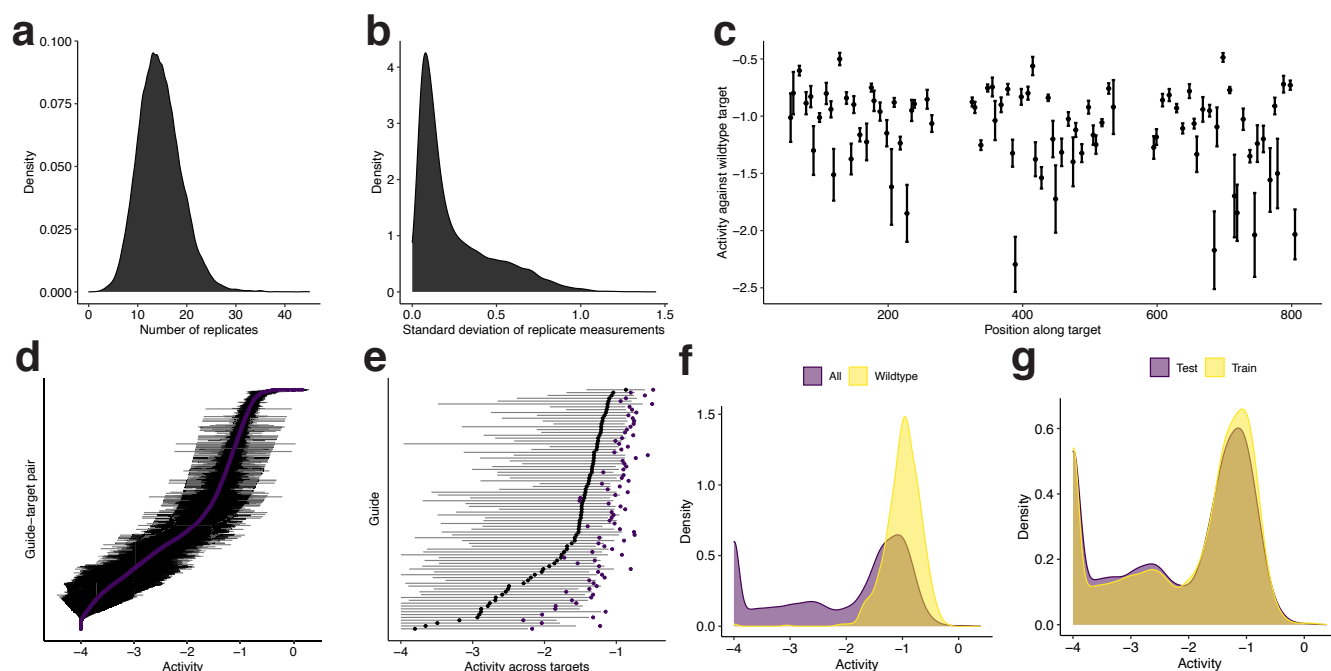 a
0.100
0.075
0.050
0.025
0.000
Density
0 10 20 30 40
Number of replicates
b
4
3
2
1
0
Density
0.0 0.5 1.0 1.5
Standard deviation of replicate measurements
c
−0.5
−1.0
−1.5
−2.0
−2.5
Activity against wildtype target
200 400 600 800
Position along target
d
Guide−target pair
−4 −3 −2 −1 0
Activity
e
Guide
−4 −3 −2 −1
Activity across targets
f
All Wildtype
1.5
1.0
0.5
0.0
Density
−4 −3 −2 −1 0
Activity
g
Test Train
0.6
0.4
0.2
0.0
Density
−4 −3 −2 −1 0
Activity